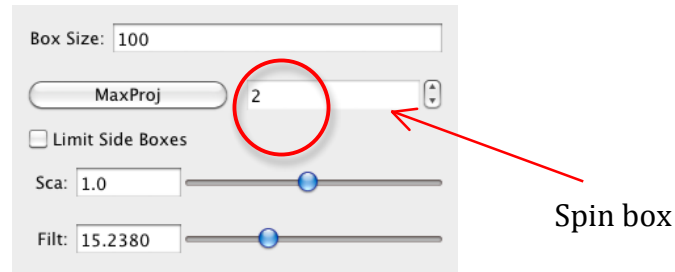 Box Size: 100
MaxProj 2
Limit Side Boxes
Sca: 1.0
Spin box
Filt: 15.2380